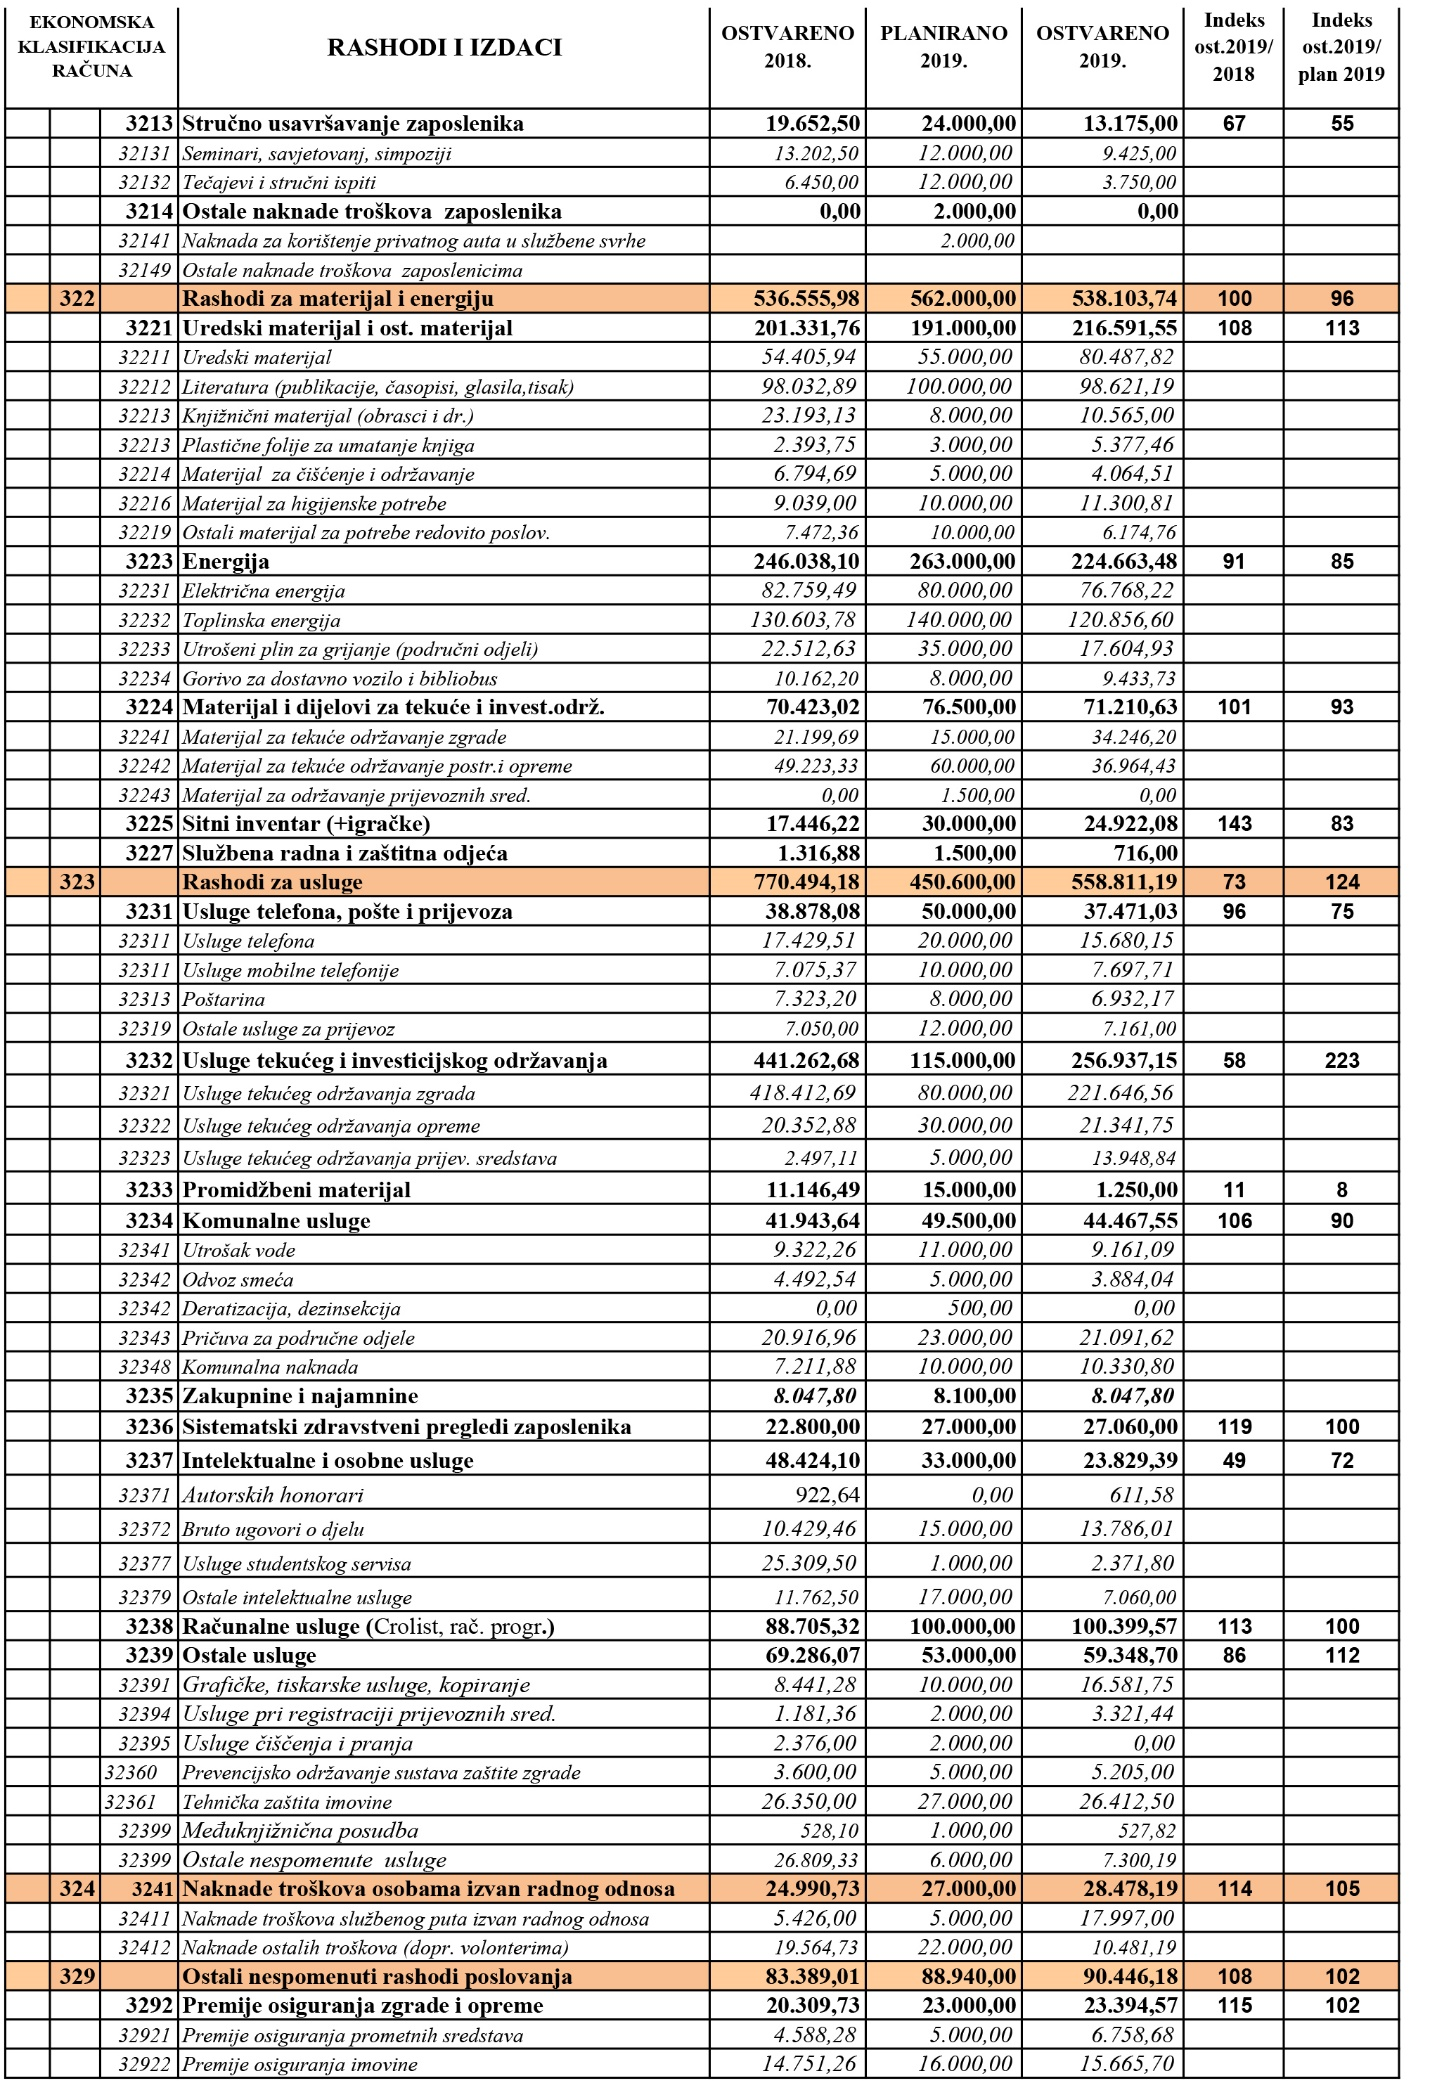 EKONOMSKA KLASIFIKACIJA RAČUNA RASHODI I IZDACI OSTVARENO 2018. PLANIRANO 2019. OSTVARENO 2019. Indeks ost.2019/ 2018 Indeks ost.2019/ plan 2019
3213 Stručno usavršavanje zaposlenika 19.652,50 24.000,00 13.175,00 67 55
32131 Seminari, savjetovanj, simpoziji 13.202,50 12.000,00 9.425,00
32132 Tečajevi i stručni ispiti 6.450,00 12.000,00 3.750,00
3214 Ostale naknade troškova zaposlenika 0,00 2.000,00 0,00
32141 Naknada za korištenje privatnog auta u službene svrhe 2.000,00
32149 Ostale naknade troškova zaposlenicima
322 Rashodi za materijal i energiju 536.555,98 562.000,00 538.103,74 100 96
3221 Uredski materijal i ost. materijal 201.331,76 191.000,00 216.591,55 108 113
32211 Uredski materijal 54.405,94 55.000,00 80.487,82
32212 Literatura (publikacije, časopisi, glasila,tisak) 98.032,89 100.000,00 98.621,19
32213 Knjižnični materijal (obrasci i dr.) 23.193,13 8.000,00 10.565,00
32213 Plastične folije za umatanje knjiga 2.393,75 3.000,00 5.377,46
32214 Materijal za čišćenje i održavanje 6.794,69 5.000,00 4.064,51
32216 Materijal za higijenske potrebe 9.039,00 10.000,00 11.300,81
32219 Ostali materijal za potrebe redovito poslov. 7.472,36 10.000,00 6.174,76
3223 Energija 246.038,10 263.000,00 224.663,48 91 85
32231 Električna energija 82.759,49 80.000,00 76.768,22
32232 Toplinska energija 130.603,78 140.000,00 120.856,60
32233 Utrošeni plin za grijanje (područni odjeli) 22.512,63 35.000,00 17.604,93
32234 Gorivo za dostavno vozilo i bibliobus 10.162,20 8.000,00 9.433,73
3224 Materijal i dijelovi za tekuće i invest.održ. 70.423,02 76.500,00 71.210,63 101 93
32241 Materijal za tekuće održavanje zgrade 21.199,69 15.000,00 34.246,20
32242 Materijal za tekuće održavanje postr.i opreme 49.223,33 60.000,00 36.964,43
32243 Materijal za održavanje prijevoznih sred. 0,00 1.500,00 0,00
3225 Sitni inventar (+igračke) 17.446,22 30.000,00 24.922,08 143 83
3227 Službena radna i zaštitna odjeća 1.316,88 1.500,00 716,00
323 Rashodi za usluge 770.494,18 450.600,00 558.811,19 73 124
3231 Usluge telefona, pošte i prijevoza 38.878,08 50.000,00 37.471,03 96 75
32311 Usluge telefona 17.429,51 20.000,00 15.680,15
32311 Usluge mobilne telefonije 7.075,37 10.000,00 7.697,71
32313 Poštarina 7.323,20 8.000,00 6.932,17
32319 Ostale usluge za prijevoz 7.050,00 12.000,00 7.161,00
3232 Usluge tekućeg i investicijskog održavanja 441.262,68 115.000,00 256.937,15 58 223
32321 Usluge tekućeg održavanja zgrada 418.412,69 80.000,00 221.646,56
32322 Usluge tekućeg održavanja opreme 20.352,88 30.000,00 21.341,75
32323 Usluge tekućeg održavanja prijev. sredstava 2.497,11 5.000,00 13.948,84
3233 Promidžbeni materijal 11.146,49 15.000,00 1.250,00 11 8
3234 Komunalne usluge 41.943,64 49.500,00 44.467,55 106 90
32341 Utrošak vode 9.322,26 11.000,00 9.161,09
32342 Odvoz smeća 4.492,54 5.000,00 3.884,04
32342 Deratizacija, dezinsekcija 0,00 500,00 0,00
32343 Pričuva za područne odjele 20.916,96 23.000,00 21.091,62
32348 Komunalna naknada 7.211,88 10.000,00 10.330,80
3235 Zakupnine i najamnine 8.047,80 8.100,00 8.047,80
3236 Sistematski zdravstveni pregledi zaposlenika 22.800,00 27.000,00 27.060,00 119 100
3237 Intelektualne i osobne usluge 48.424,10 33.000,00 23.829,39 49 72
32371 Autorskih honorari 922,64 0,00 611,58
32372 Bruto ugovori o djelu 10.429,46 15.000,00 13.786,01
32377 Usluge studentskog servisa 25.309,50 1.000,00 2.371,80
32379 Ostale intelektualne usluge 11.762,50 17.000,00 7.060,00
3238 Računalne usluge (Crolist, rač. progr.) 88.705,32 100.000,00 100.399,57 113 100
3239 Ostale usluge 69.286,07 53.000,00 59.348,70 86 112
32391 Grafičke, tiskarske usluge, kopiranje 8.441,28 10.000,00 16.581,75
32394 Usluge pri registraciji prijevoznih sred. 1.181,36 2.000,00 3.321,44
32395 Usluge čiščenja i pranja 2.376,00 2.000,00 0,00
32360 Prevencijsko održavanje sustava zaštite zgrade 3.600,00 5.000,00 5.205,00
32361 Tehnička zaštita imovine 26.350,00 27.000,00 26.412,50
32399 Međuknjižnična posudba 528,10 1.000,00 527,82
32399 Ostale nespomenute usluge 26.809,33 6.000,00 7.300,19
324 3241 Naknade troškova osobama izvan radnog odnosa 24.990,73 27.000,00 28.478,19 114 105
32411 Naknade troškova službenog puta izvan radnog odnosa 5.426,00 5.000,00 17.997,00
32412 Naknade ostalih troškova (dopr. volonterima) 19.564,73 22.000,00 10.481,19
329 Ostali nespomenuti rashodi poslovanja 83.389,01 88.940,00 90.446,18 108 102
3292 Premije osiguranja zgrade i opreme 20.309,73 23.000,00 23.394,57 115 102
32921 Premije osiguranja prometnih sredstava 4.588,28 5.000,00 6.758,68
32922 Premije osiguranja imovine 14.751,26 16.000,00 15.665,70